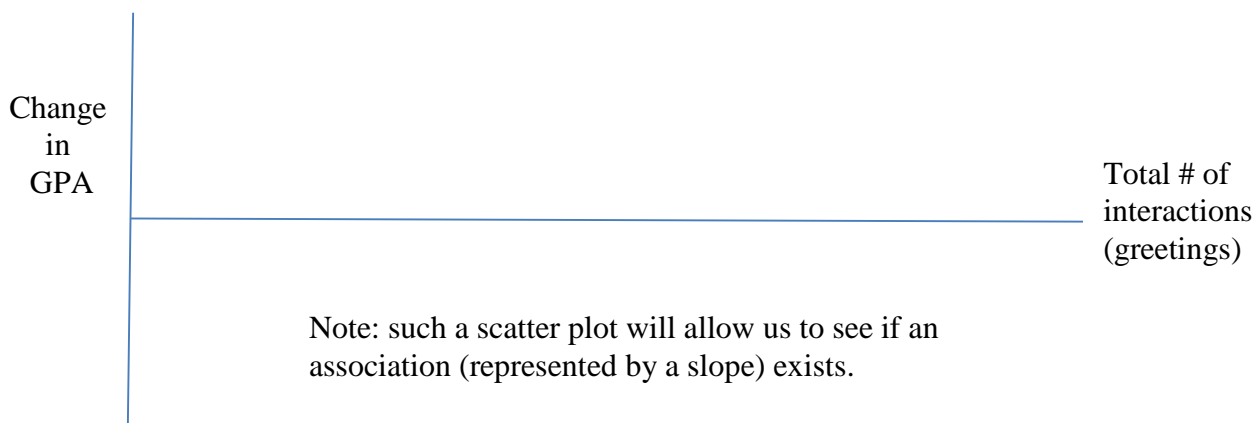 Change
in
GPA
Total # of
interactions
(greetings)
Note: such a scatter plot will allow us to see if an
association (represented by a slope) exists.